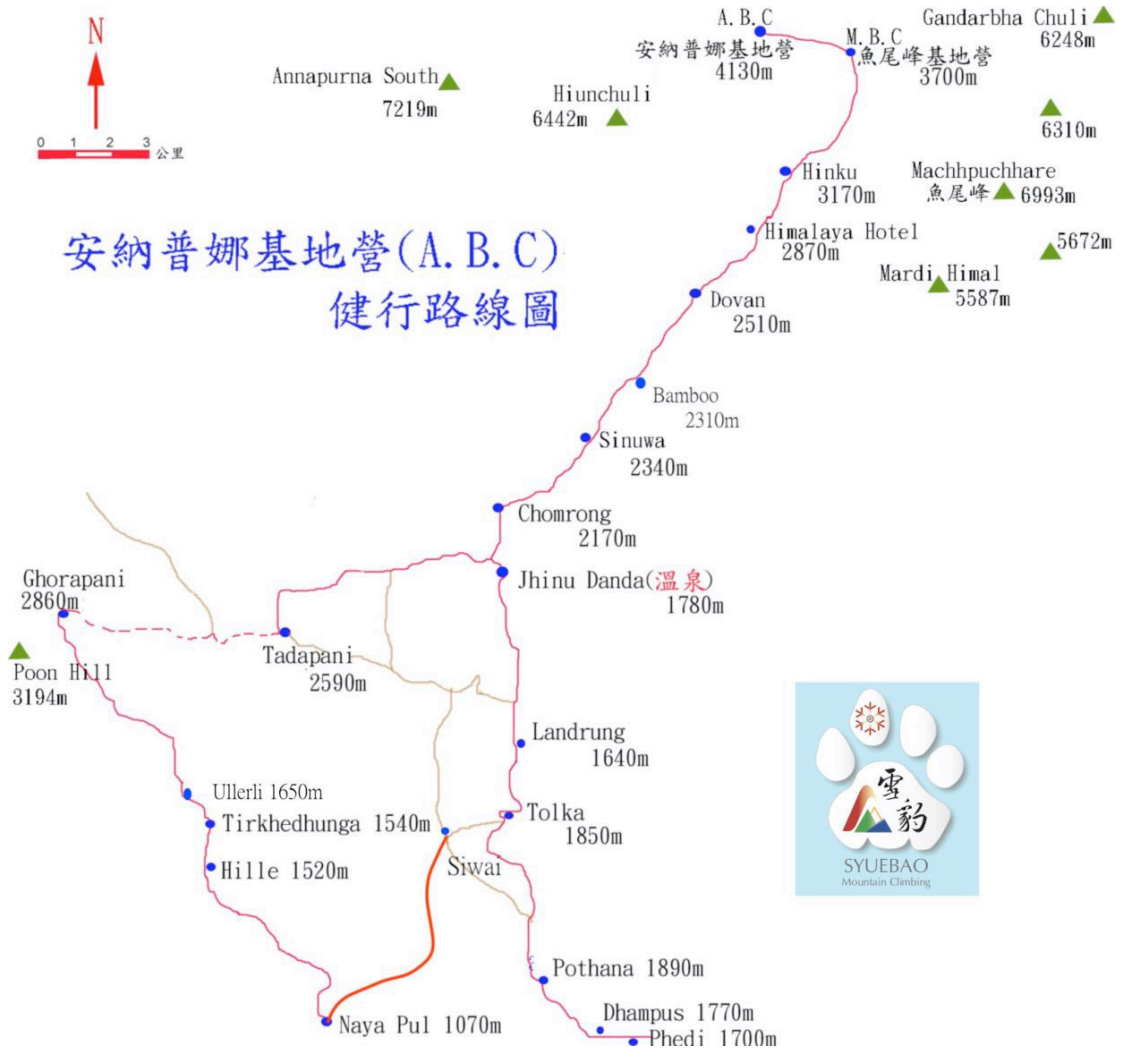 N
0 1 2 3 公里
安納普娜基地營(A.B.C)
健行路線圖
A.B.C
安納普娜基地營
4130m
M.B.C
魚尾峰基地營
3700m
Gandarbha Chuli
6248m
Annapurna South
7219m
Hiunchuli
6442m
6310m
Hinku
3170m
Machhpuchhare
魚尾峰 6993m
Himalaya Hotel
2870m
5672m
Mardi Himal
5587m
Dovan
2510m
Bamboo
2310m
Sinuwa
2340m
Chomrong
2170m
Jhinu Danda(溫泉)
1780m
Ghorapani
2860m
Tadapani
2590m
Poon Hill
3194m
Landrung
1640m
Ullerli 1650m
Tirkhedhunga 1540m
Tolka
1850m
Siwai
Hille 1520m
雪豹
SYUEBAO
Mountain Climbing
Pothana 1890m
Naya Pul 1070m
Dhampus 1770m
Phedi 1700m